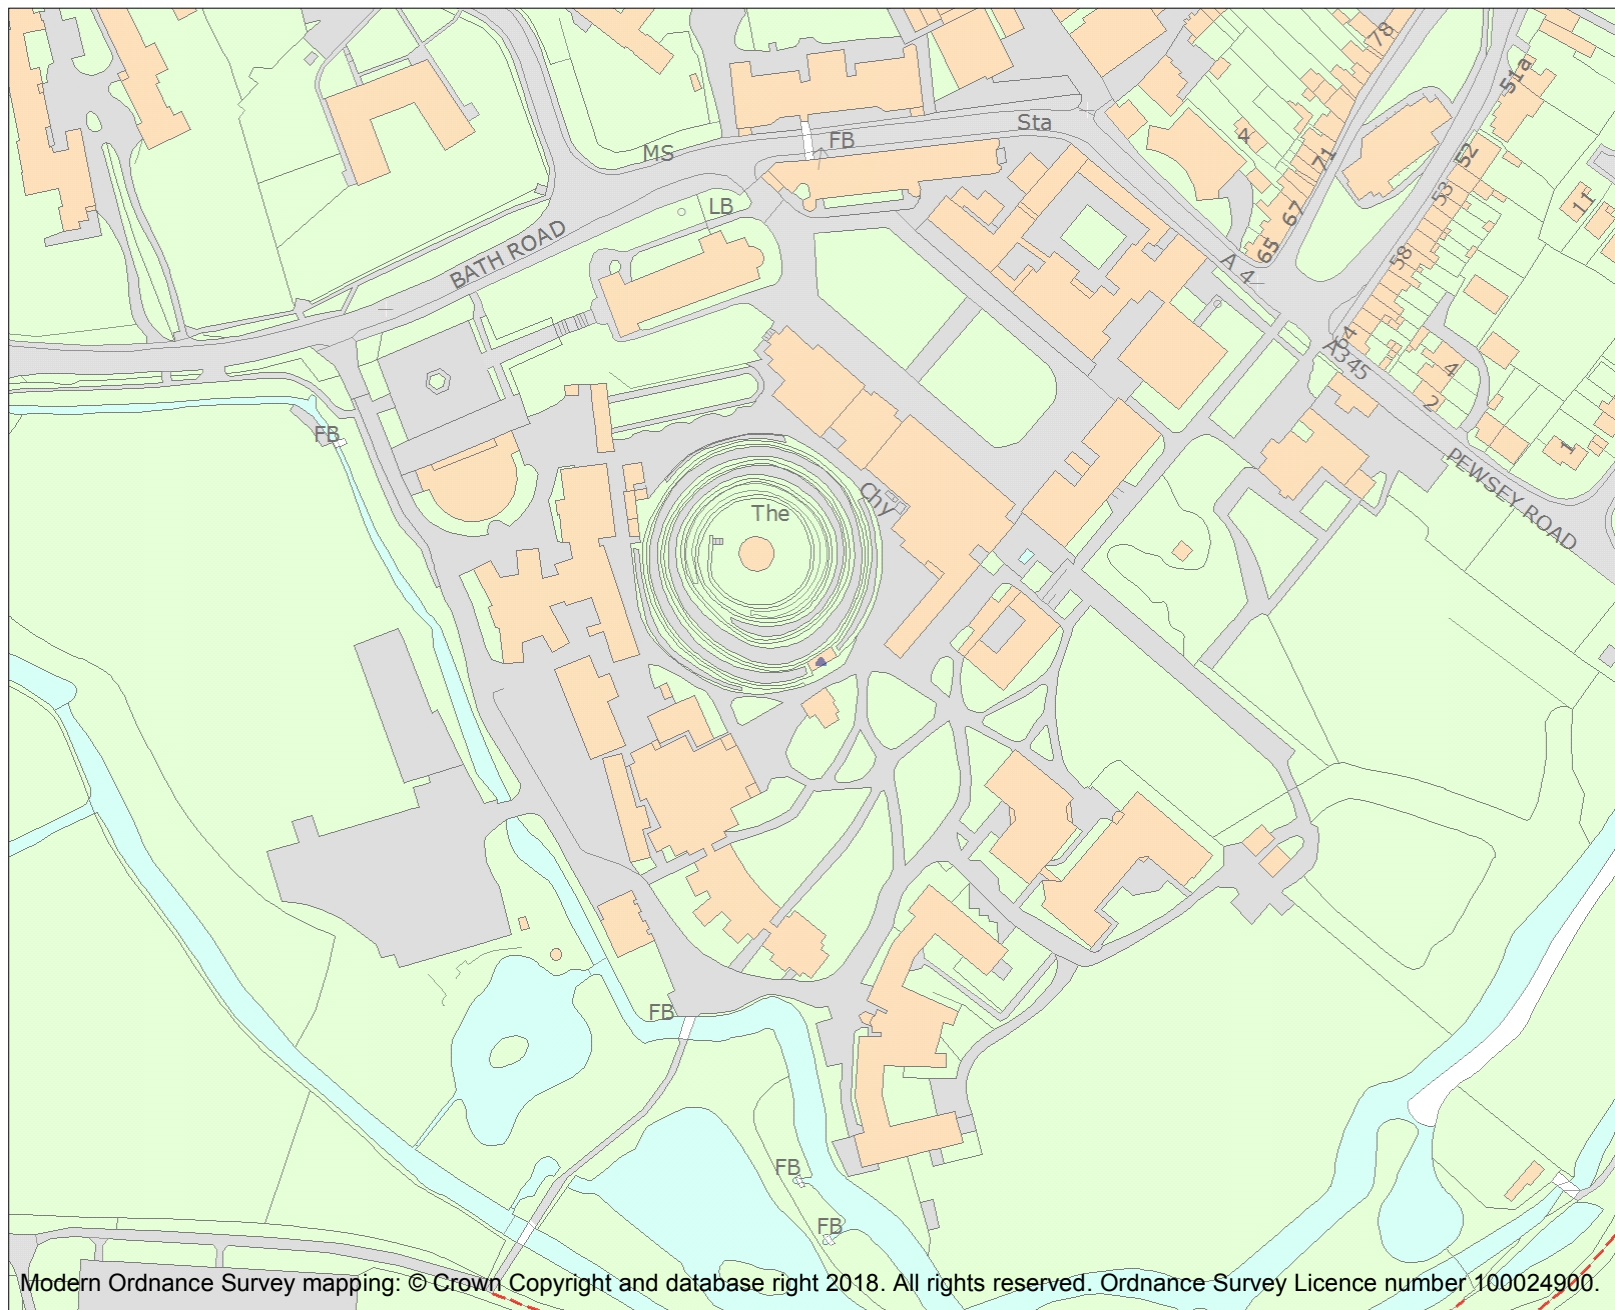 78
51a
Sta
FB
4
MS
71
52
53
11
LB
67
65
BATH ROAD
58
A 4
64
A345
4
2
FB
1
PEWSEY ROAD
Chy
The
FB
FB
FB
Modern Ordnance Survey mapping: © Crown Copyright and database right 2018. All rights reserved. Ordnance Survey Licence number 100024900.